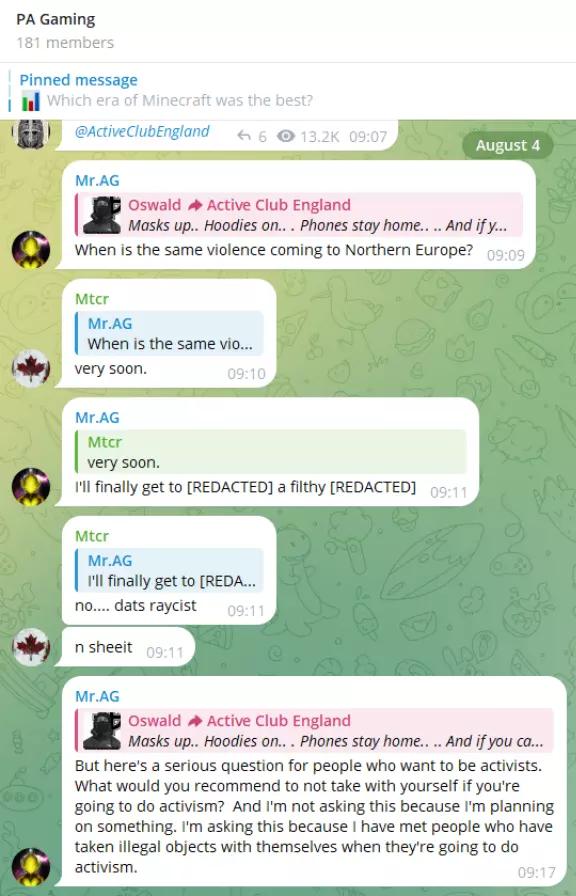 PA Gaming
181 members
Pinned message
Which era of Minecraft was the best?
@ActiveClubEngland 6 13.2K 09:07
August 4
Mr.AG
Oswald Active Club England
Masks up.. Hoodies on.. . Phones stay home.. .. And if y...
When is the same violence coming to Northern Europe? 09:09
Mtcr
Mr.AG
When is the same vio...
very soon. 09:10
Mr.AG
Mtcr
very soon.
I'll finally get to [REDACTED] a filthy [REDACTED] 09:11
Mtcr
Mr.AG
I'll finally get to [REDA...
no.... dats raycist 09:11
n sheeit 09:11
Mr.AG
Oswald Active Club England
Masks up.. Hoodies on.. . Phones stay home.. .. And if you ca...
But here's a serious question for people who want to be activists.
What would you recommend to not take with yourself if you're
going to do activism?  And I'm not asking this because I'm planning
on something. I'm asking this because I have met people who have
taken illegal objects with themselves when they're going to do
activism. 09:17